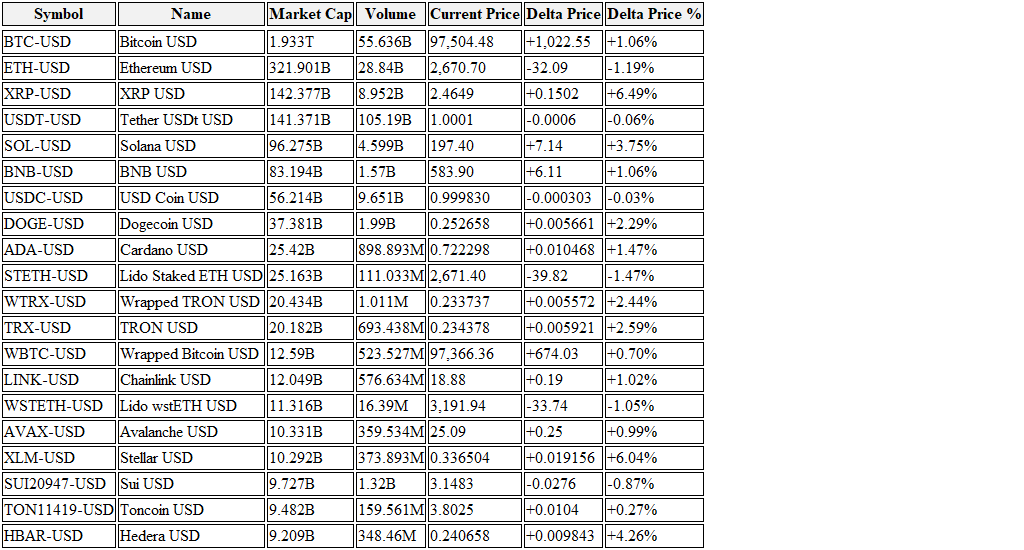 Symbol Name Market Cap Volume Current Price Delta Price Delta Price %
BTC-USD Bitcoin USD 1.933T 55.636B 97,504.48 +1,022.55 +1.06%
ETH-USD Ethereum USD 321.901B 28.84B 2,670.70 -32.09 -1.19%
XRP-USD XRP USD 142.377B 8.952B 2.4649 +0.1502 +6.49%
USDT-USD Tether USDt USD 141.371B 105.19B 1.0001 -0.0006 -0.06%
SOL-USD Solana USD 96.275B 4.599B 197.40 +7.14 +3.75%
BNB-USD BNB USD 83.194B 1.57B 583.90 +6.11 +1.06%
USDC-USD USD Coin USD 56.214B 9.651B 0.999830 -0.000303 -0.03%
DOGE-USD Dogecoin USD 37.381B 1.99B 0.252658 +0.005661 +2.29%
ADA-USD Cardano USD 25.42B 898.893M 0.722298 +0.010468 +1.47%
STETH-USD Lido Staked ETH USD 25.163B 111.033M 2,671.40 -39.82 -1.47%
WTRX-USD Wrapped TRON USD 20.434B 1.011M 0.233737 +0.005572 +2.44%
TRX-USD TRON USD 20.182B 693.438M 0.234378 +0.005921 +2.59%
WBTC-USD Wrapped Bitcoin USD 12.59B 523.527M 97,366.36 +674.03 +0.70%
LINK-USD Chainlink USD 12.049B 576.634M 18.88 +0.19 +1.02%
WSTETH-USD Lido wstETH USD 11.316B 16.39M 3,191.94 -33.74 -1.05%
AVAX-USD Avalanche USD 10.331B 359.534M 25.09 +0.25 +0.99%
XLM-USD Stellar USD 10.292B 373.893M 0.336504 +0.019156 +6.04%
SUI20947-USD Sui USD 9.727B 1.32B 3.1483 -0.0276 -0.87%
TON11419-USD Toncoin USD 9.482B 159.561M 3.8025 +0.0104 +0.27%
HBAR-USD Hedera USD 9.209B 348.46M 0.240658 +0.009843 +4.26%